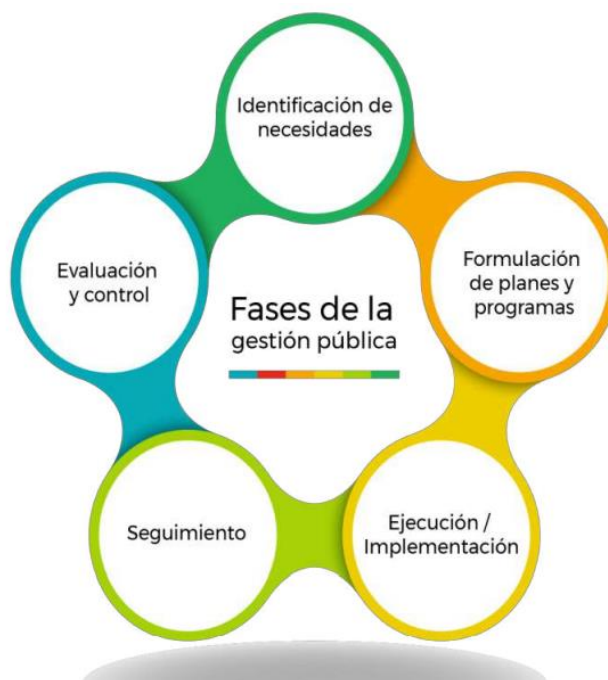 Identificación de
necesidades
Formulación
de planes y
programas
Ejecución /
Implementación
Seguimiento
Evaluación
y control
Fases de la
gestión pública